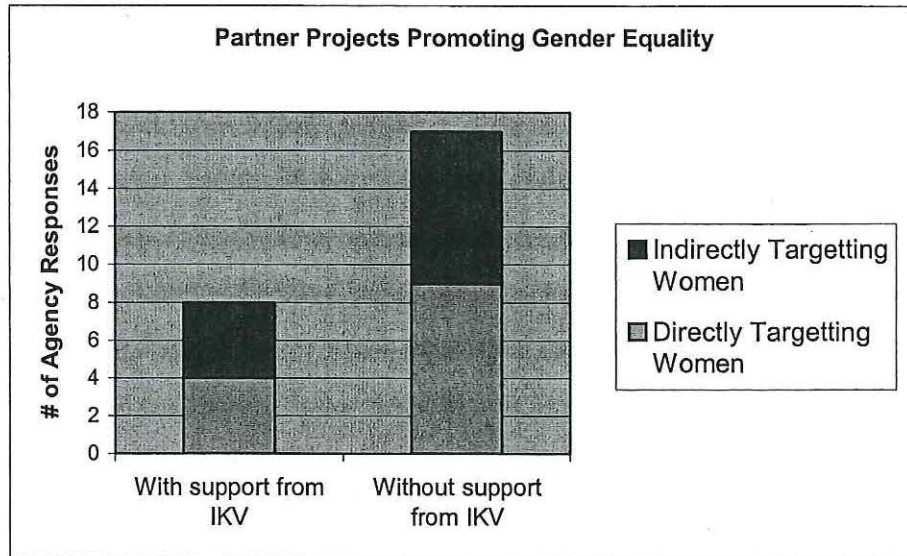 Partner Projects Promoting Gender Equality
# of Agency Responses
18
16
14
12
10
8
6
4
2
0
With support from
IKV
Without support
from IKV
Indirectly Targetting
Women
Directly Targetting
Women